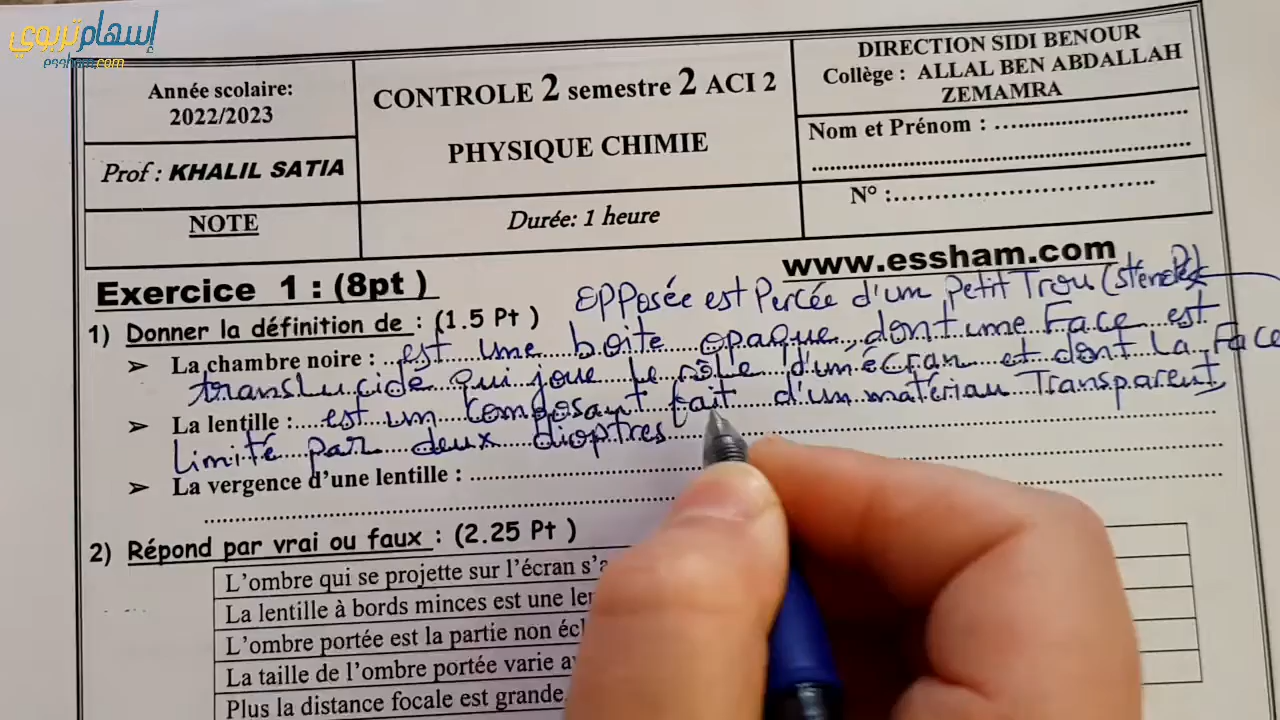 إسهام تربوي
essham.com
Année scolaire:
2022/2023
Prof : KHALIL SATIA
NOTE
CONTROLE 2 semestre 2 ACI 2
PHYSIQUE CHIMIE
Durée: 1 heure
DIRECTION SIDI BENOUR
Collège : ALLAL BEN ABDALLAH
ZEMAMRA
Nom et Prénom :
N° :
www.essham.com
Exercice 1 : (8pt )
opposée est Percée d'un Petit Trou
1) Donner la définition de : (1.5 Pt )
➢ La chambre noire : est une boite opaque, dont une Face est
translucide qui joue le rôle d'un écran et dont la Face
➢ La lentille : est un composant fait d'un matériau Transparent
limité par deux dioptres
➢ La vergence d'une lentille :
2) Répond par vrai ou faux : (2.25 Pt )
L'ombre qui se projette sur l'écran s'a
La lentille à bords minces est une len
L'ombre portée est la partie non écl
La taille de l'ombre portée varie av
Plus la distance focale est grande